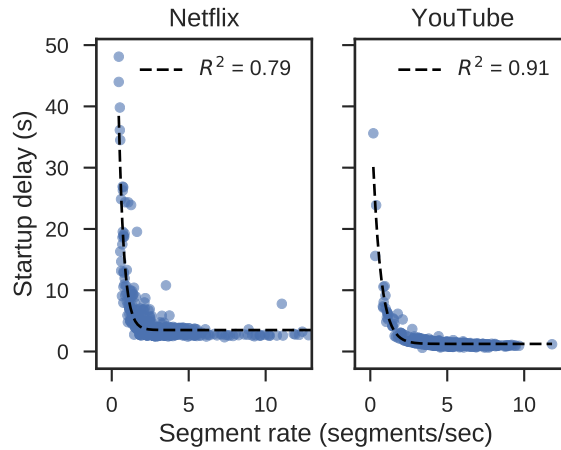 Netflix YouTube
R² = 0.79 R² = 0.91
50
40
30
20
10
0
Startup delay (s)
0 5 10 0 5 10
Segment rate (segments/sec)